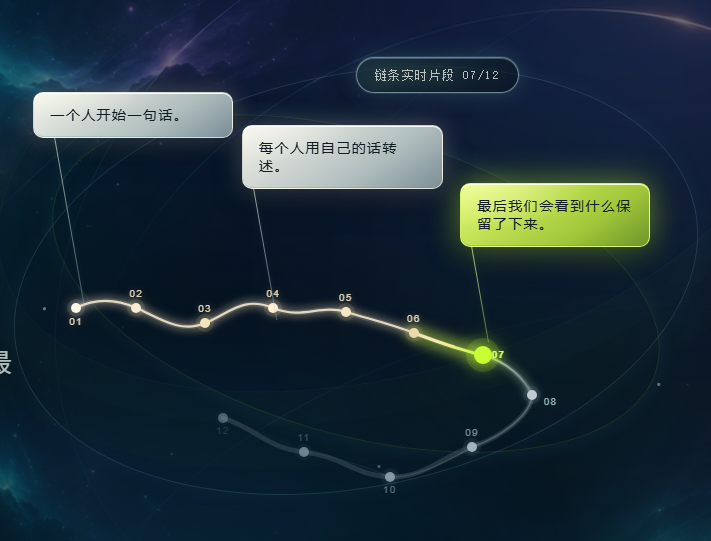 链条实时片段 07/12
一个人开始一句话。
每个人用自己的话转
述。
最后我们会看到什么保
留了下来。
01
02
03
04
05
06
07
08
09
10
11
12
最